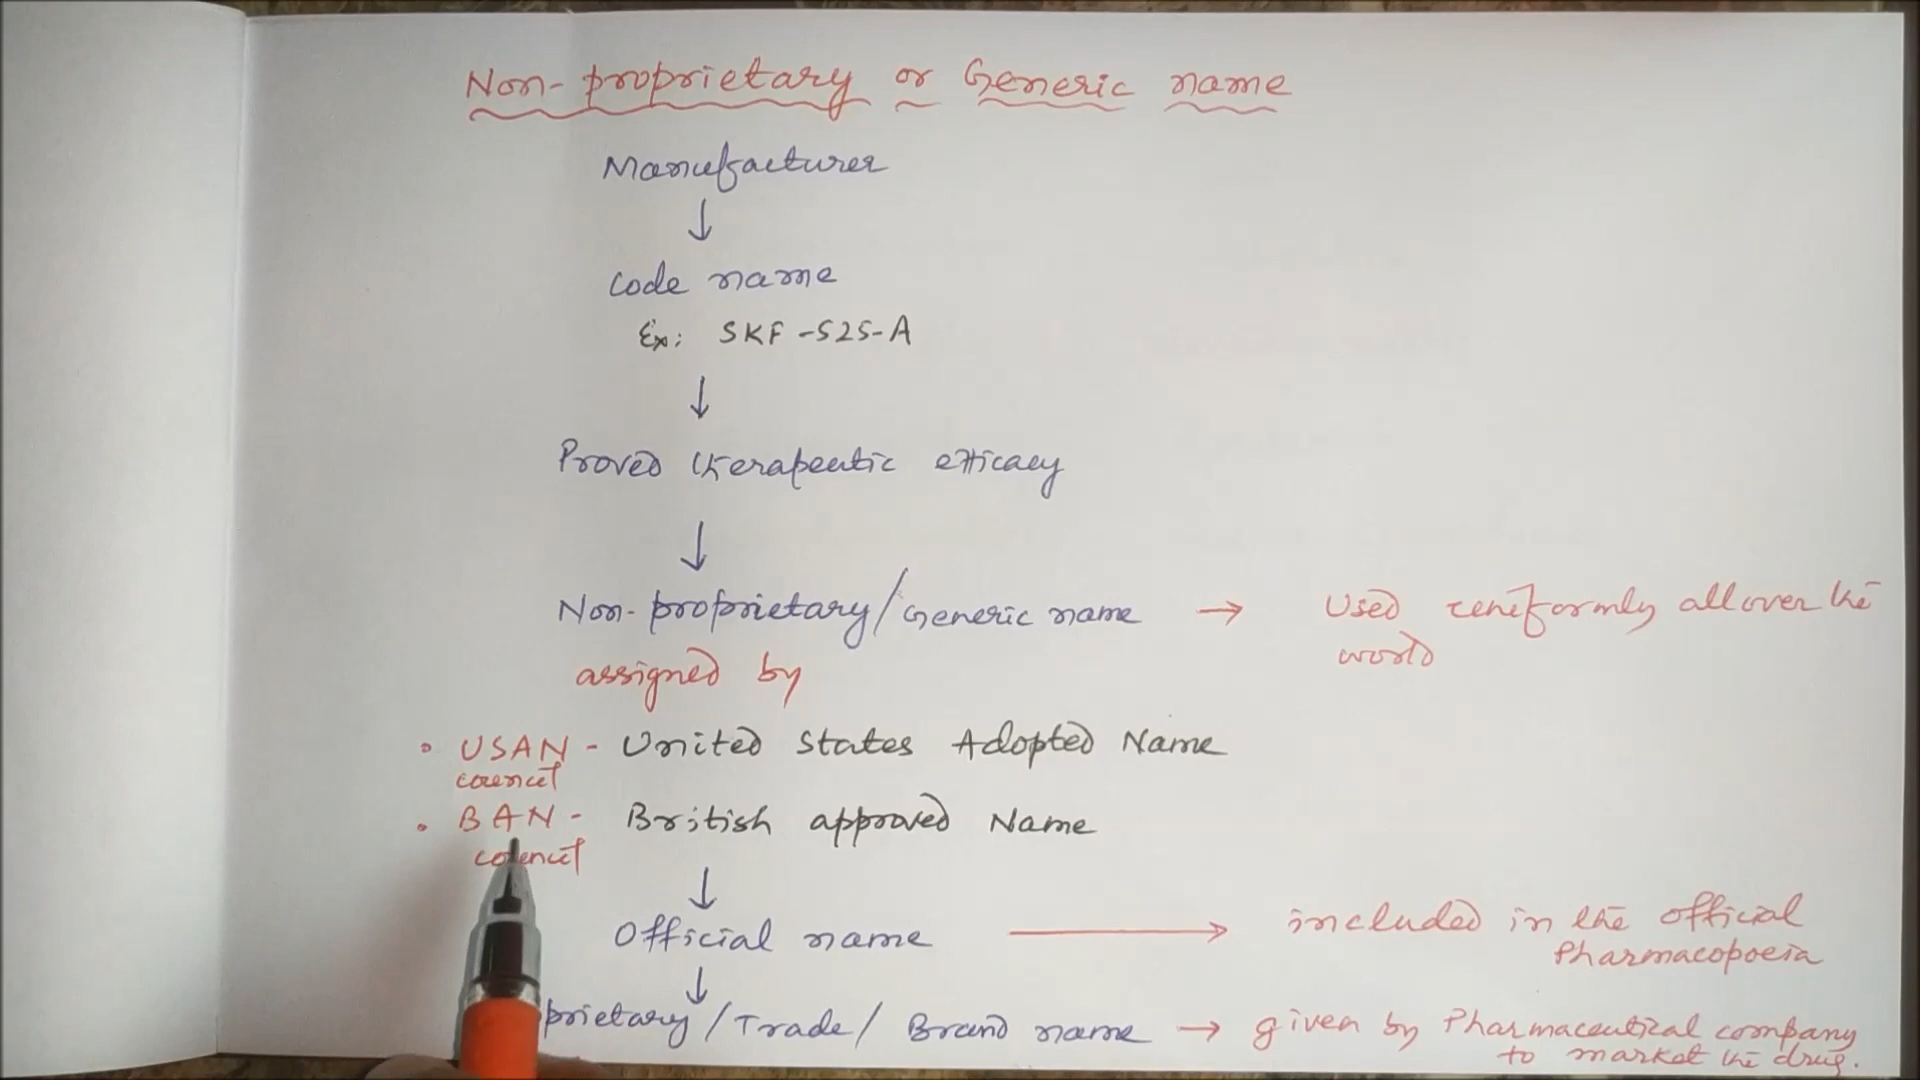 Non-proprietary or Generic name
Manufacturer
↓
Code name
Ex: SKF-525-A
↓
Proved therapeutic efficacy
↓
Non-proprietary/Generic name → Used uniformly all over the
world
assigned by
• USAN - United States Adopted Name
council
• BAN - British approved Name
council
↓
Official name → included in the official
Pharmacopoeia
↓
prietary/Trade/ Brand name → given by Pharmaceutical company
to market the drug.